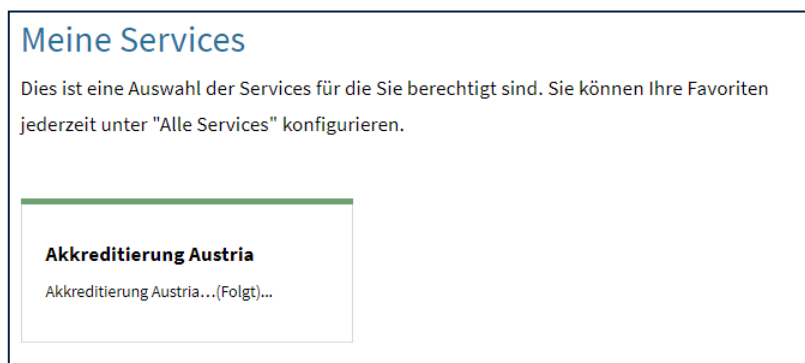 Meine Services
Dies ist eine Auswahl der Services für die Sie berechtigt sind. Sie können Ihre Favoriten
jederzeit unter "Alle Services" konfigurieren.
Akkreditierung Austria
Akkreditierung Austria...(Folgt)...